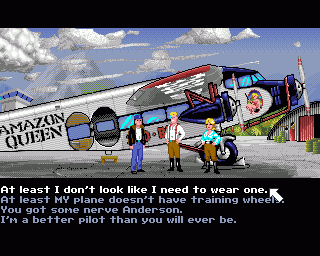 AMAZON
QUEEN
At least I don't look like I need to wear one.
At least MY plane doesn't have training wheels.
You got some nerve Anderson.
I'm a better pilot than you will ever be.